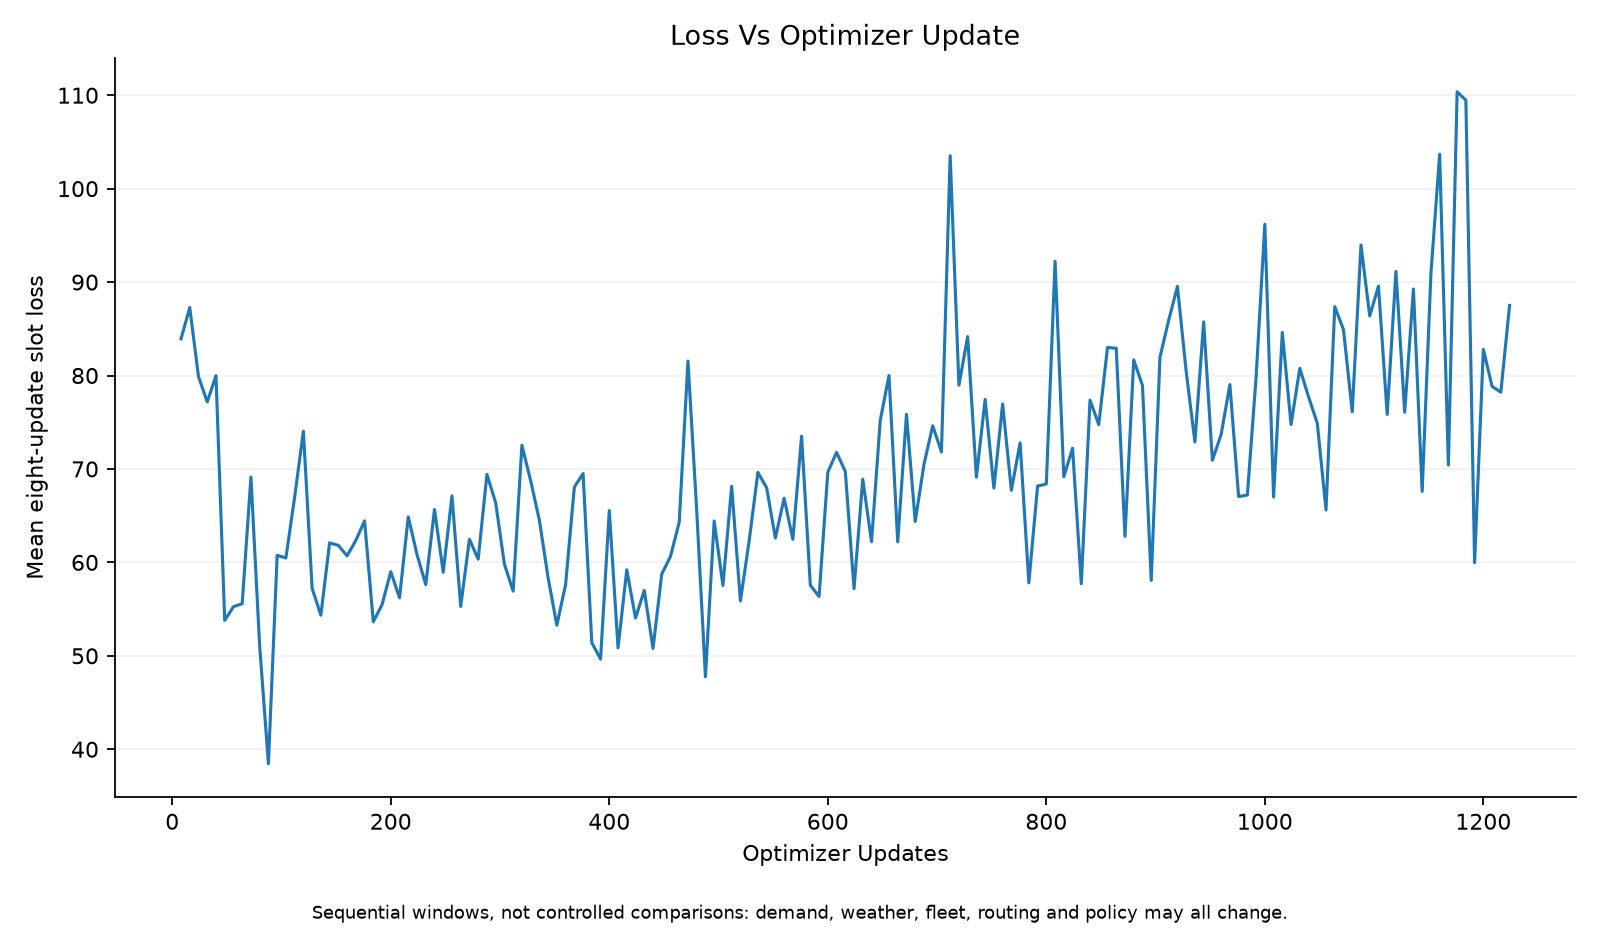 Loss Vs Optimizer Update
Mean eight-update slot loss
110
100
90
80
70
60
50
40
0 200 400 600 800 1000 1200
Optimizer Updates
Sequential windows, not controlled comparisons: demand, weather, fleet, routing and policy may all change.